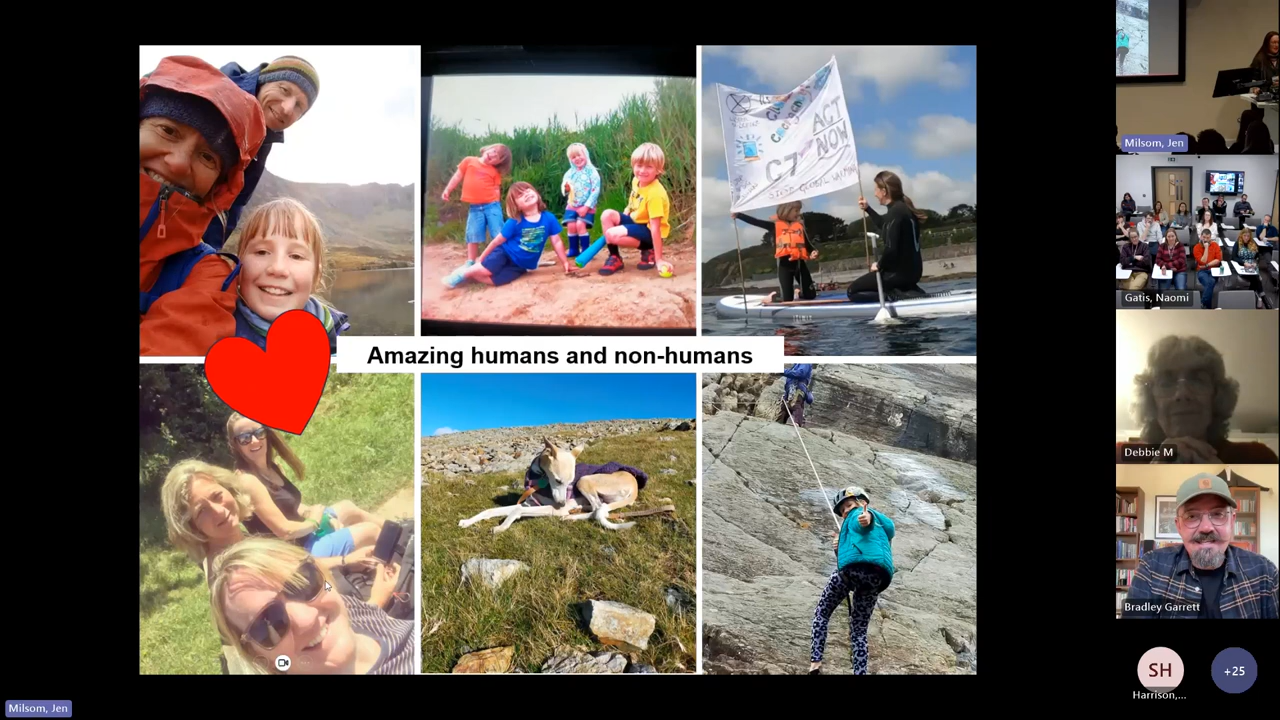 ACT
NOW
C7
Amazing humans and non-humans
Milsom, Jen
Gatis, Naomi
Debbie M
Bradley Garrett
SH
Harrison,...
+25
Milsom, Jen